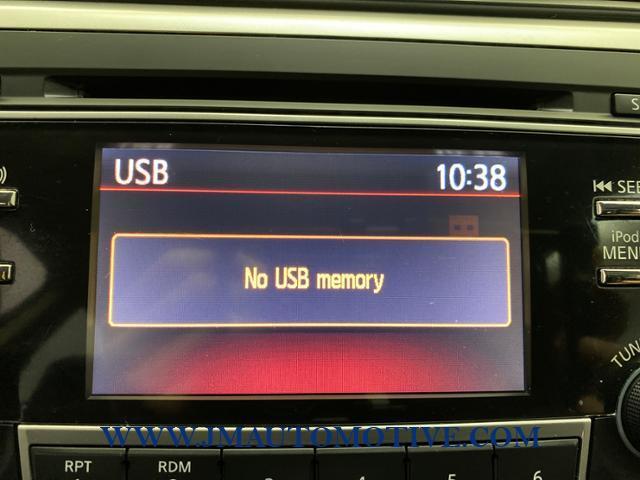 USB 10:38
No USB memory
SEE
iPod
MENU
TUN
WWW.JMAUTOMOTIVE.COM
RPT RDM
4 5 6